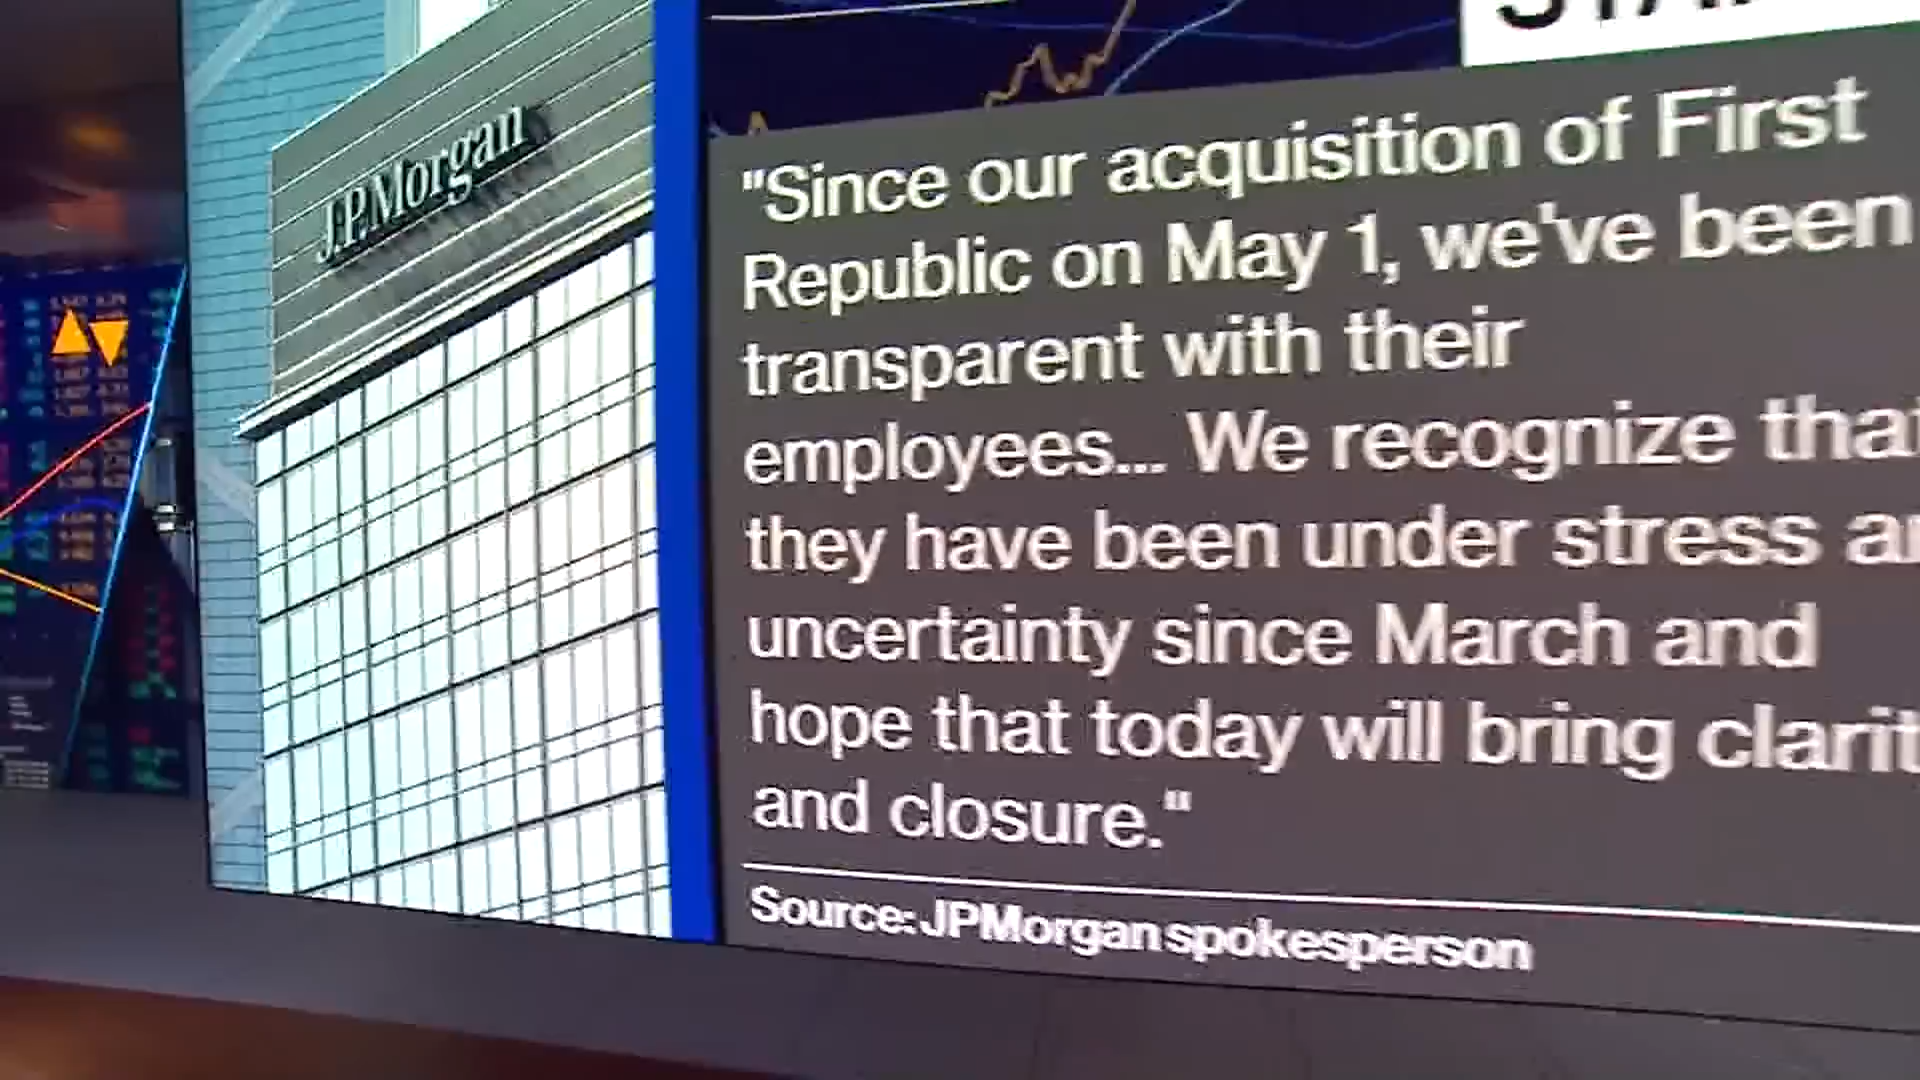 J.P.Morgan
"Since our acquisition of First
Republic on May 1, we've been
transparent with their
employees... We recognize that
they have been under stress
uncertainty since March and
hope that today will bring
and closure."
Source: JPMorgan spokesperson